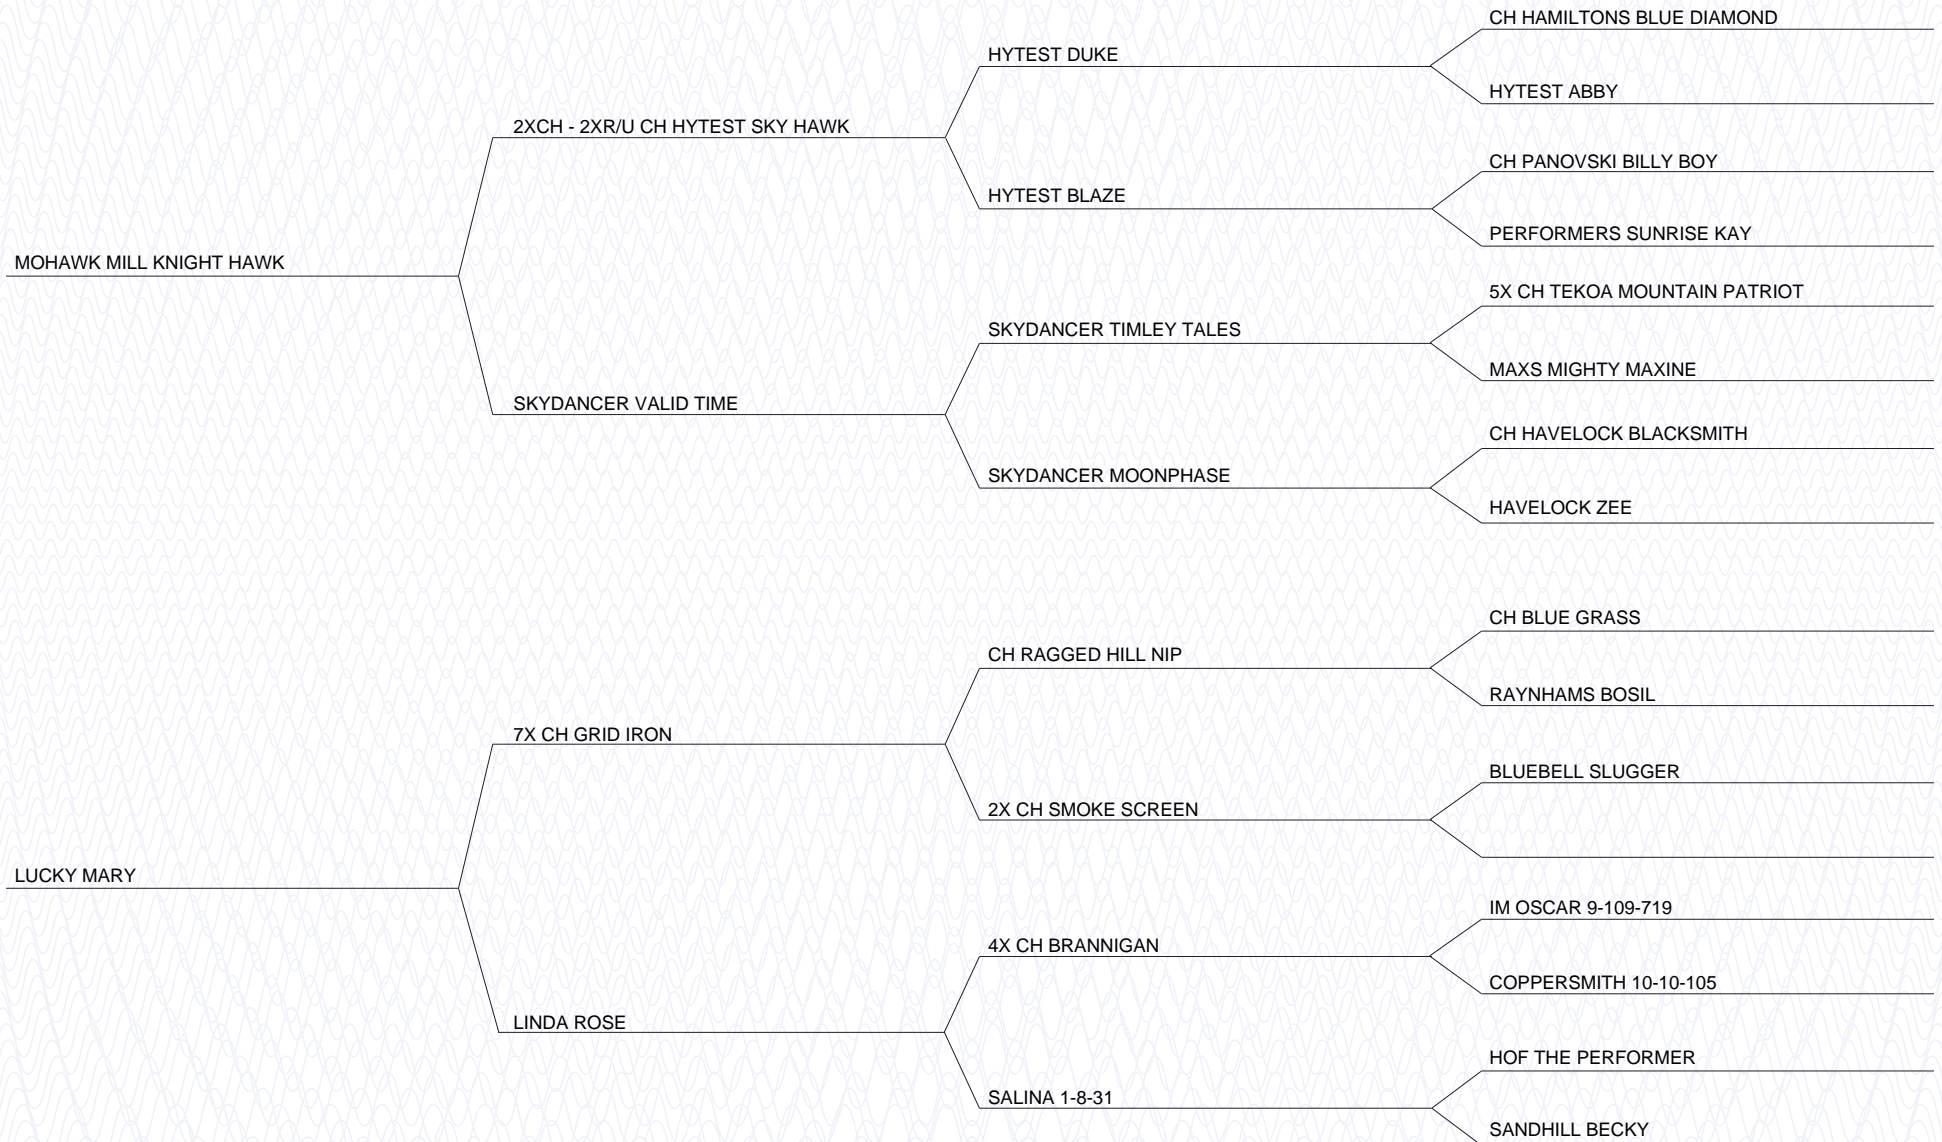 CH HAMILTONS BLUE DIAMOND
HYTEST DUKE
HYTEST ABBY
2XCH - 2XR/U CH HYTEST SKY HAWK
CH PANOVSKI BILLY BOY
HYTEST BLAZE
PERFORMERS SUNRISE KAY
MOHAWK MILL KNIGHT HAWK
5X CH TEKOA MOUNTAIN PATRIOT
SKYDANCER TIMLEY TALES
MAXS MIGHTY MAXINE
SKYDANCER VALID TIME
CH HAVELOCK BLACKSMITH
SKYDANCER MOONPHASE
HAVELOCK ZEE
CH BLUE GRASS
CH RAGGED HILL NIP
RAYNHAMS BOSIL
7X CH GRID IRON
BLUEBELL SLUGGER
2X CH SMOKE SCREEN
LUCKY MARY
IM OSCAR 9-109-719
4X CH BRANNIGAN
COPPERSMITH 10-10-105
LINDA ROSE
HOF THE PERFORMER
SALINA 1-8-31
SANDHILL BECKY